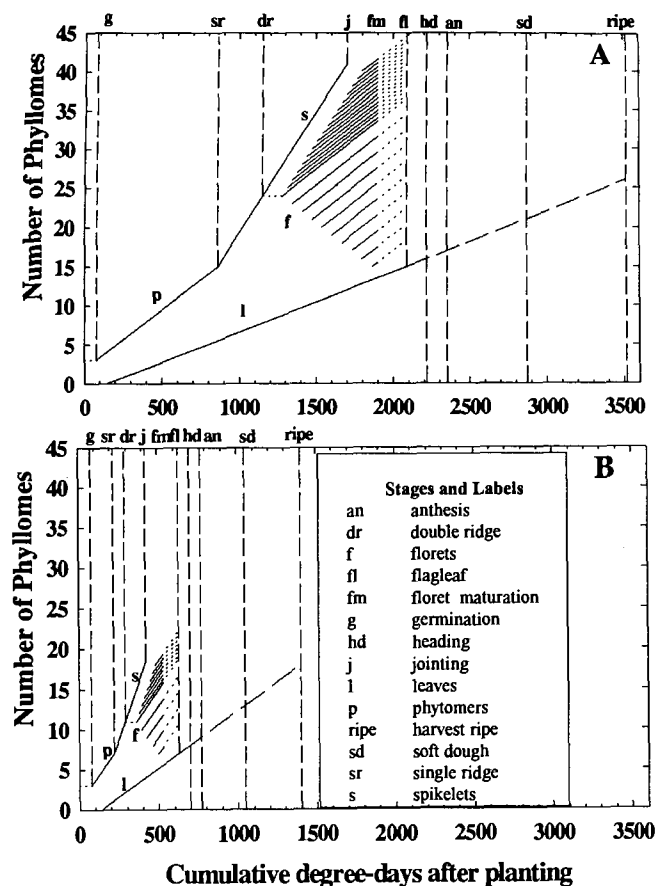 g sr dr j fm fl hd an sd ripe
45
A
40
35
30
25
20
15
10
5
0
Number of Phyllomes
s
f
p
l
0 500 1000 1500 2000 2500 3000 3500
g sr dr j fm fl hd an sd ripe
45
B
40
35
30
25
20
15
10
5
0
Number of Phyllomes
s
f
p
l
Stages and Labels
an anthesis
dr double ridge
f florets
fl flagleaf
fm floret maturation
g germination
hd heading
j jointing
l leaves
p phytomers
ripe harvest ripe
sd soft dough
sr single ridge
s spikelets
0 500 1000 1500 2000 2500 3000 3500
Cumulative degree-days after planting